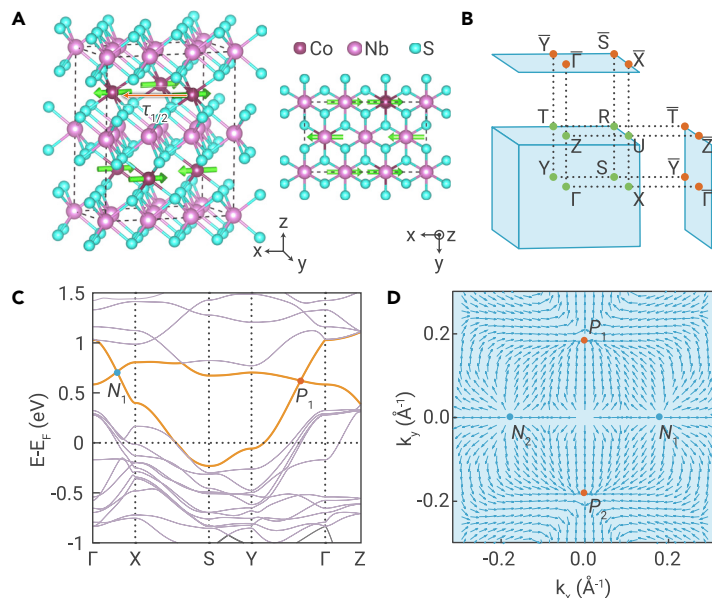 A
Co Nb S
τ1/2
z
x
y
x z
y
B
Y̅ S̅
Γ̅ X̅
T R T̅
Z U Z̅
Y S Y̅
Γ X Γ̅
C
1.5
1
0.5
0
-0.5
-1
E-EF (eV)
N1
P1
Γ X S Y Γ Z
D
0.2
0.0
-0.2
ky (Å-1)
P1
N2 N1
P2
-0.2 0.0 0.2
kx (Å-1)